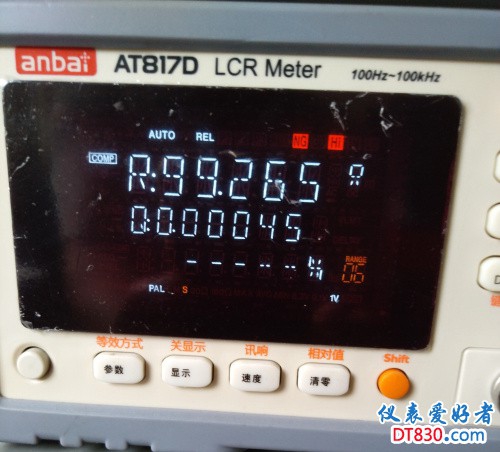 anbai AT817D LCR Meter 100Hz~100kHz
AUTO REL NG HI
COMP R:99.265 Ω
Q:0.00045
-----% RANGE 06
PAL S 1V
等效方式 关显示 讯响 相对值 Shift
参数 显示 速度 清零
仪表爱好者
DT830.com